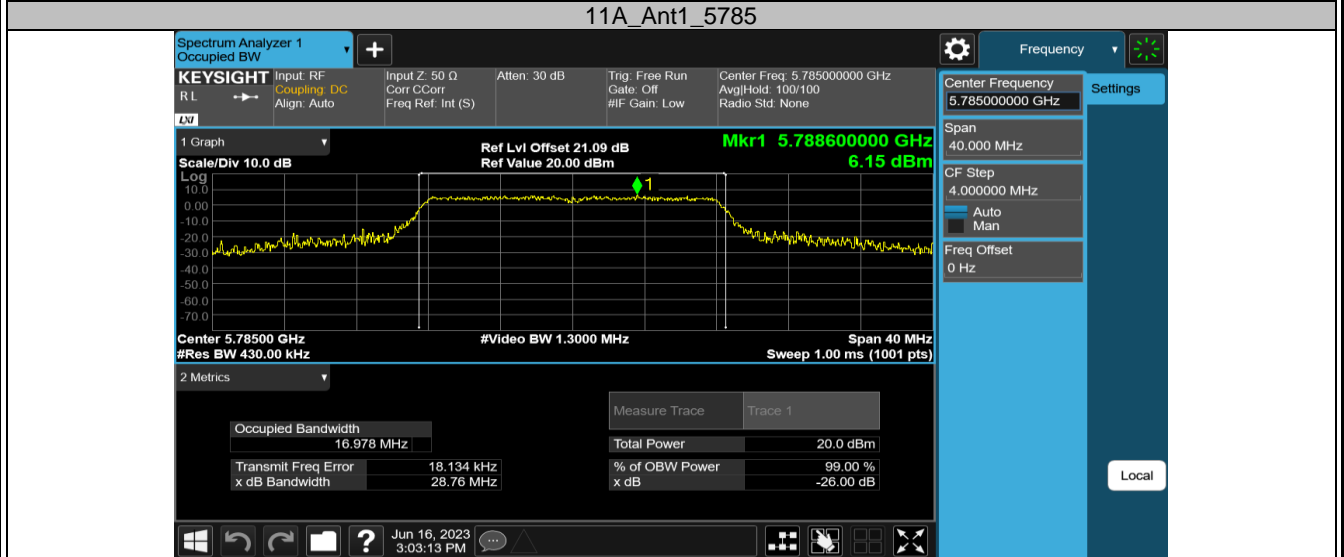 11A_Ant1_5785
Spectrum Analyzer 1
Occupied BW
+
Frequency
KEYSIGHT
RL
LXI
Input: RF
Coupling: DC
Align: Auto
Input Z: 50 Ω
Corr CCorr
Freq Ref: Int (S)
Atten: 30 dB
Trig: Free Run
Gate: Off
#IF Gain: Low
Center Freq: 5.785000000 GHz
Avg|Hold: 100/100
Radio Std: None
Center Frequency
5.785000000 GHz
Settings
Span
40.000 MHz
CF Step
4.000000 MHz
Auto
Man
Freq Offset
0 Hz
Local
1 Graph
Scale/Div 10.0 dB
Ref Lvl Offset 21.09 dB
Ref Value 20.00 dBm
Mkr1 5.788600000 GHz
6.15 dBm
Log
10.0
0.00
-10.0
-20.0
-30.0
-40.0
-50.0
-60.0
-70.0
1
Center 5.78500 GHz
#Video BW 1.3000 MHz
Span 40 MHz
#Res BW 430.00 kHz
Sweep 1.00 ms (1001 pts)
2 Metrics
Measure Trace
Trace 1
Occupied Bandwidth
16.978 MHz
Total Power
20.0 dBm
Transmit Freq Error
18.134 kHz
% of OBW Power
99.00 %
x dB Bandwidth
28.76 MHz
x dB
-26.00 dB
?
Jun 16, 2023
3:03:13 PM